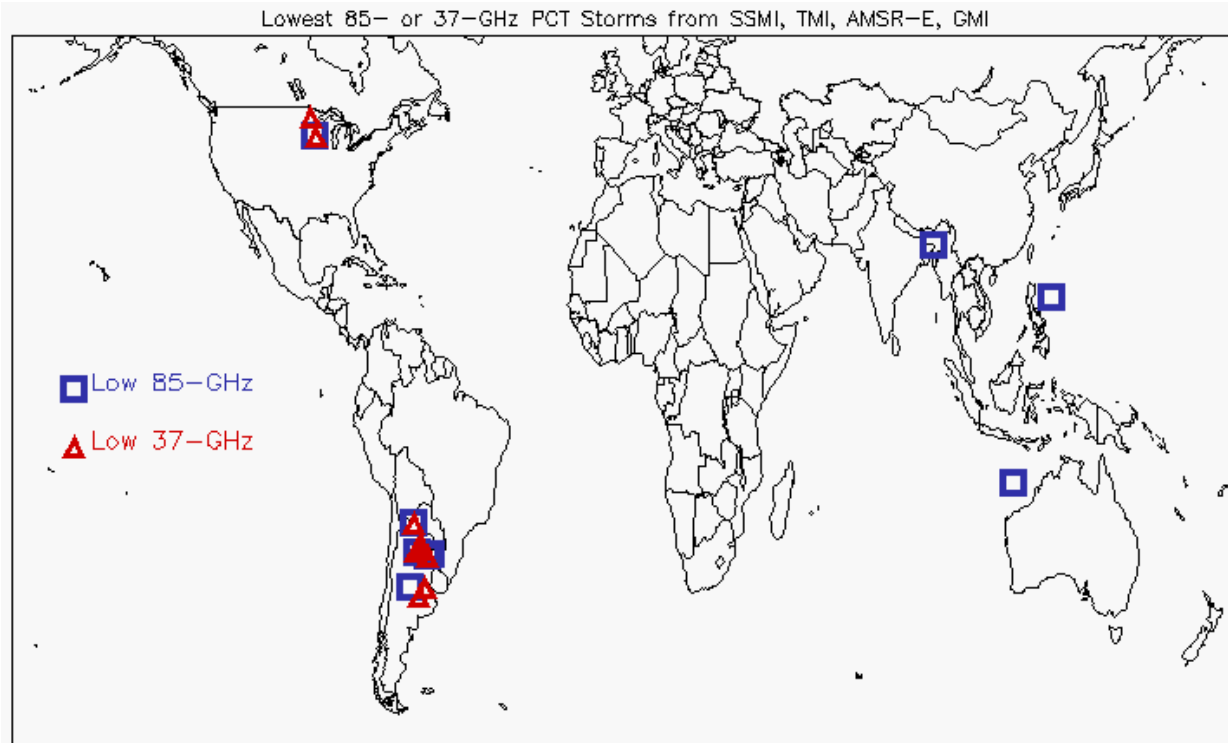 Lowest 85- or 37-GHz PCT Storms from SSMI, TMI, AMSR-E, GMI
Low 85-GHz
Low 37-GHz